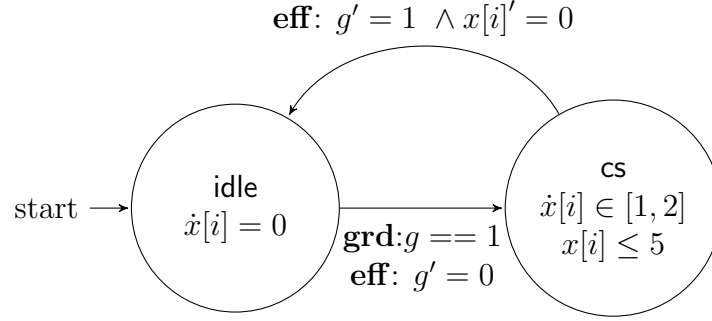 eff: g′ = 1 ∧ x[i]′ = 0
idle
ẋ[i] = 0
start
grd:g == 1
eff: g′ = 0
cs
ẋ[i] ∈ [1, 2]
x[i] ≤ 5